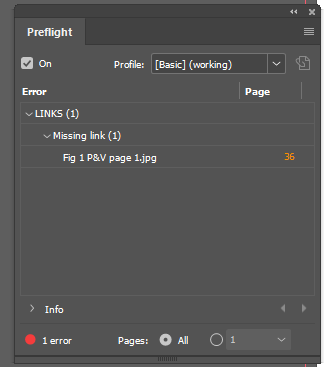 Preflight
On Profile: [Basic] (working)
Error Page
LINKS (1)
Missing link (1)
Fig 1 P&V page 1.jpg 36
Info
1 error Pages: All 1